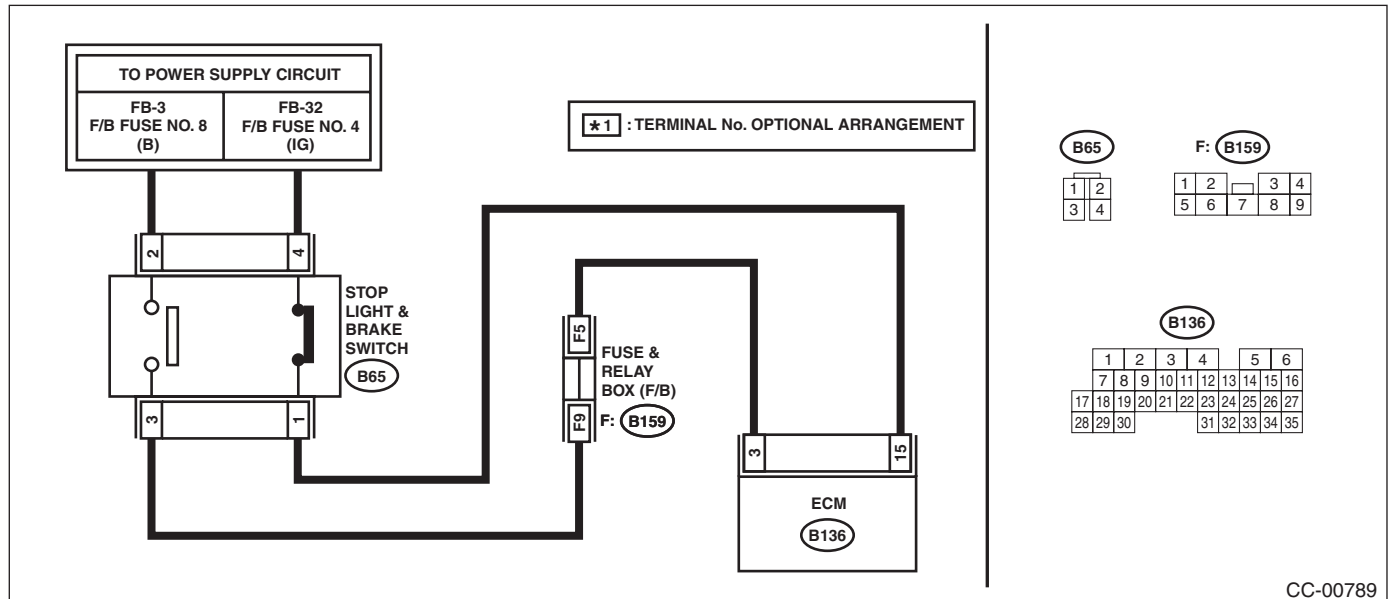 TO POWER SUPPLY CIRCUIT
FB-3
F/B FUSE NO. 8
(B)
FB-32
F/B FUSE NO. 4
(IG)
*1 : TERMINAL No. OPTIONAL ARRANGEMENT
2
4
STOP
LIGHT &
BRAKE
SWITCH
B65
3
1
F5
FUSE &
RELAY
BOX (F/B)
F9
F: B159
3
15
ECM
B136
B65
1 2
3 4
F: B159
1 2 3 4
5 6 7 8 9
B136
1 2 3 4 5 6
7 8 9 10 11 12 13 14 15 16
17 18 19 20 21 22 23 24 25 26 27
28 29 30 31 32 33 34 35
CC-00789